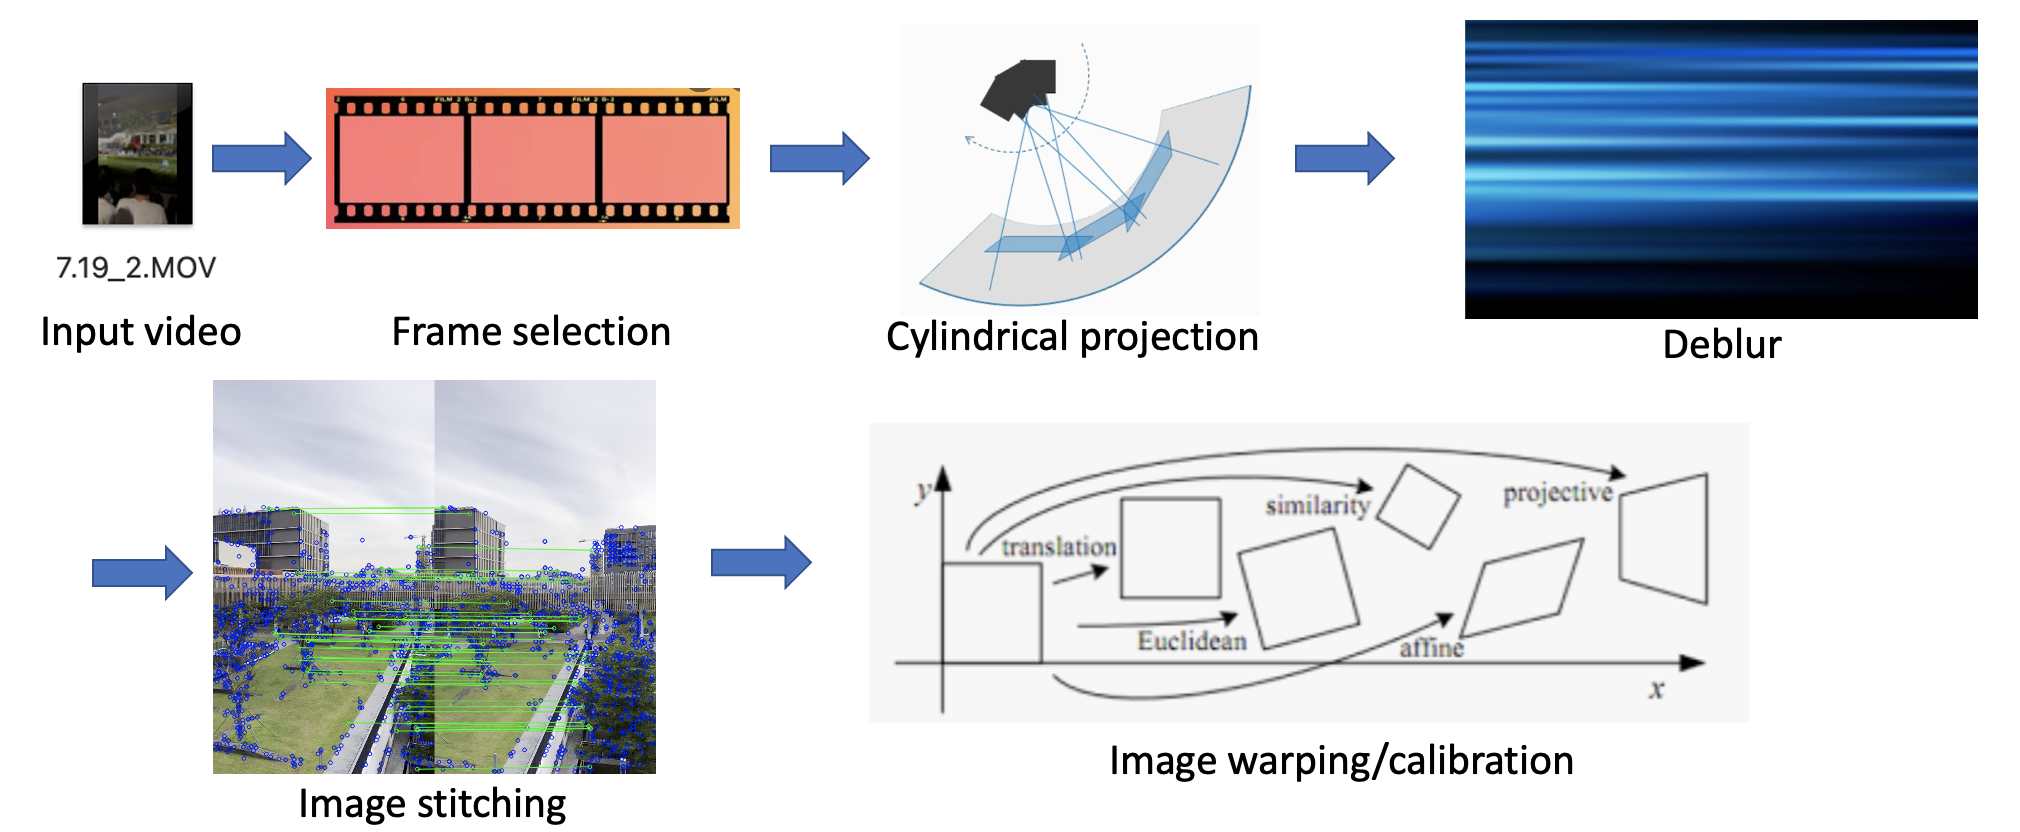 7.19_2.MOV
Input video
Frame selection
Cylindrical projection
Deblur
Image stitching
y
translation
similarity
projective
Euclidean
affine
x
Image warping/calibration